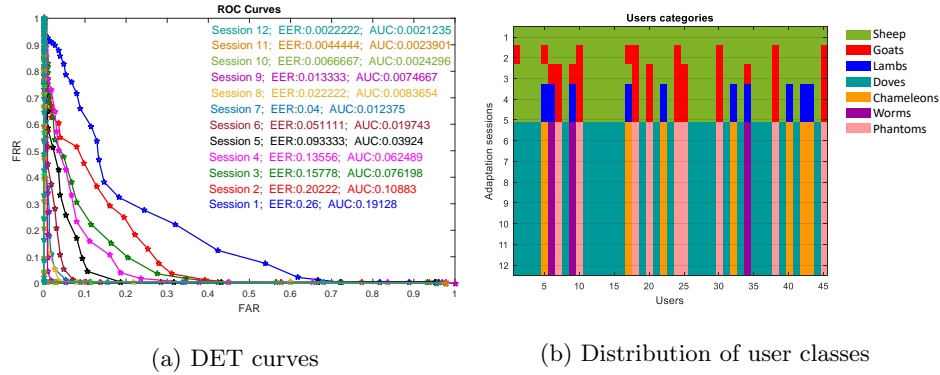 ROC Curves
Session 12; EER:0.0022222; AUC:0.0021235
Session 11; EER:0.0044444; AUC:0.0023901
Session 10; EER:0.0066667; AUC:0.0024296
Session 9; EER:0.013333; AUC:0.0074667
Session 8; EER:0.022222; AUC:0.0083654
Session 7; EER:0.04; AUC:0.012375
Session 6; EER:0.051111; AUC:0.019743
Session 5; EER:0.093333; AUC:0.03924
Session 4; EER:0.13556; AUC:0.062489
Session 3; EER:0.15778; AUC:0.076198
Session 2; EER:0.20222; AUC:0.10883
Session 1; EER:0.26; AUC:0.19128
FRR
1
0.9
0.8
0.7
0.6
0.5
0.4
0.3
0.2
0.1
0
0 0.1 0.2 0.3 0.4 0.5 0.6 0.7 0.8 0.9 1
FAR
(a) DET curves
Users categories
Adaptation sessions
1
2
3
4
5
6
7
8
9
10
11
12
5 10 15 20 25 30 35 40 45
Users
Sheep
Goats
Lambs
Doves
Chameleons
Worms
Phantoms
(b) Distribution of user classes